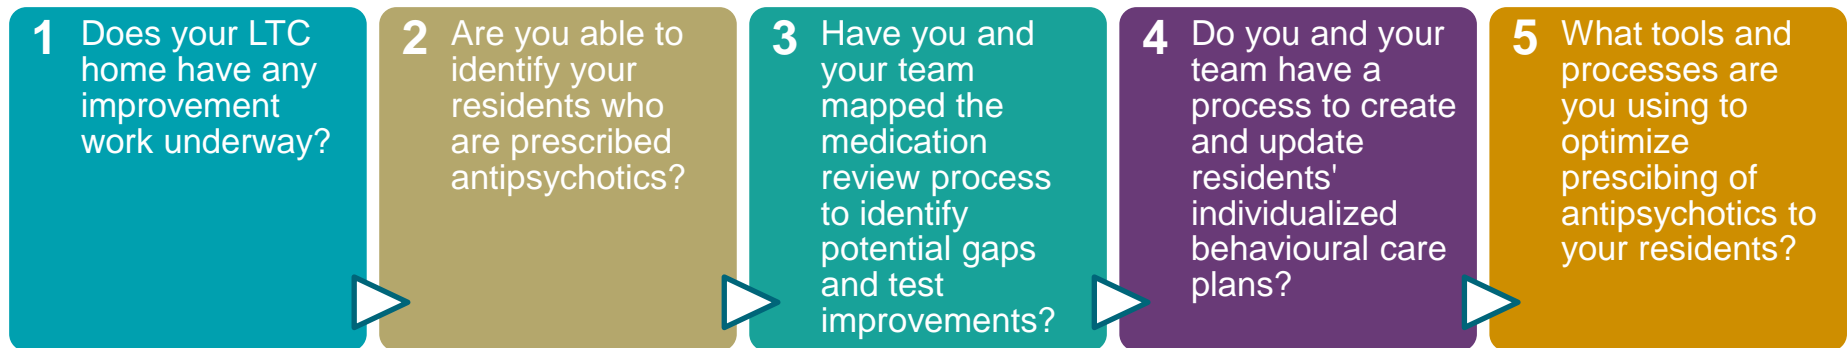 1 Does your LTC
home have any
improvement
work underway?
2 Are you able to
identify your
residents who
are prescribed
antipsychotics?
3 Have you and
your team
mapped the
medication
review process
to identify
potential gaps
and test
improvements?
4 Do you and your
team have a
process to create
and update
residents'
individualized
behavioural care
plans?
5 What tools and
processes are
you using to
optimize
prescibing of
antipsychotics to
your residents?